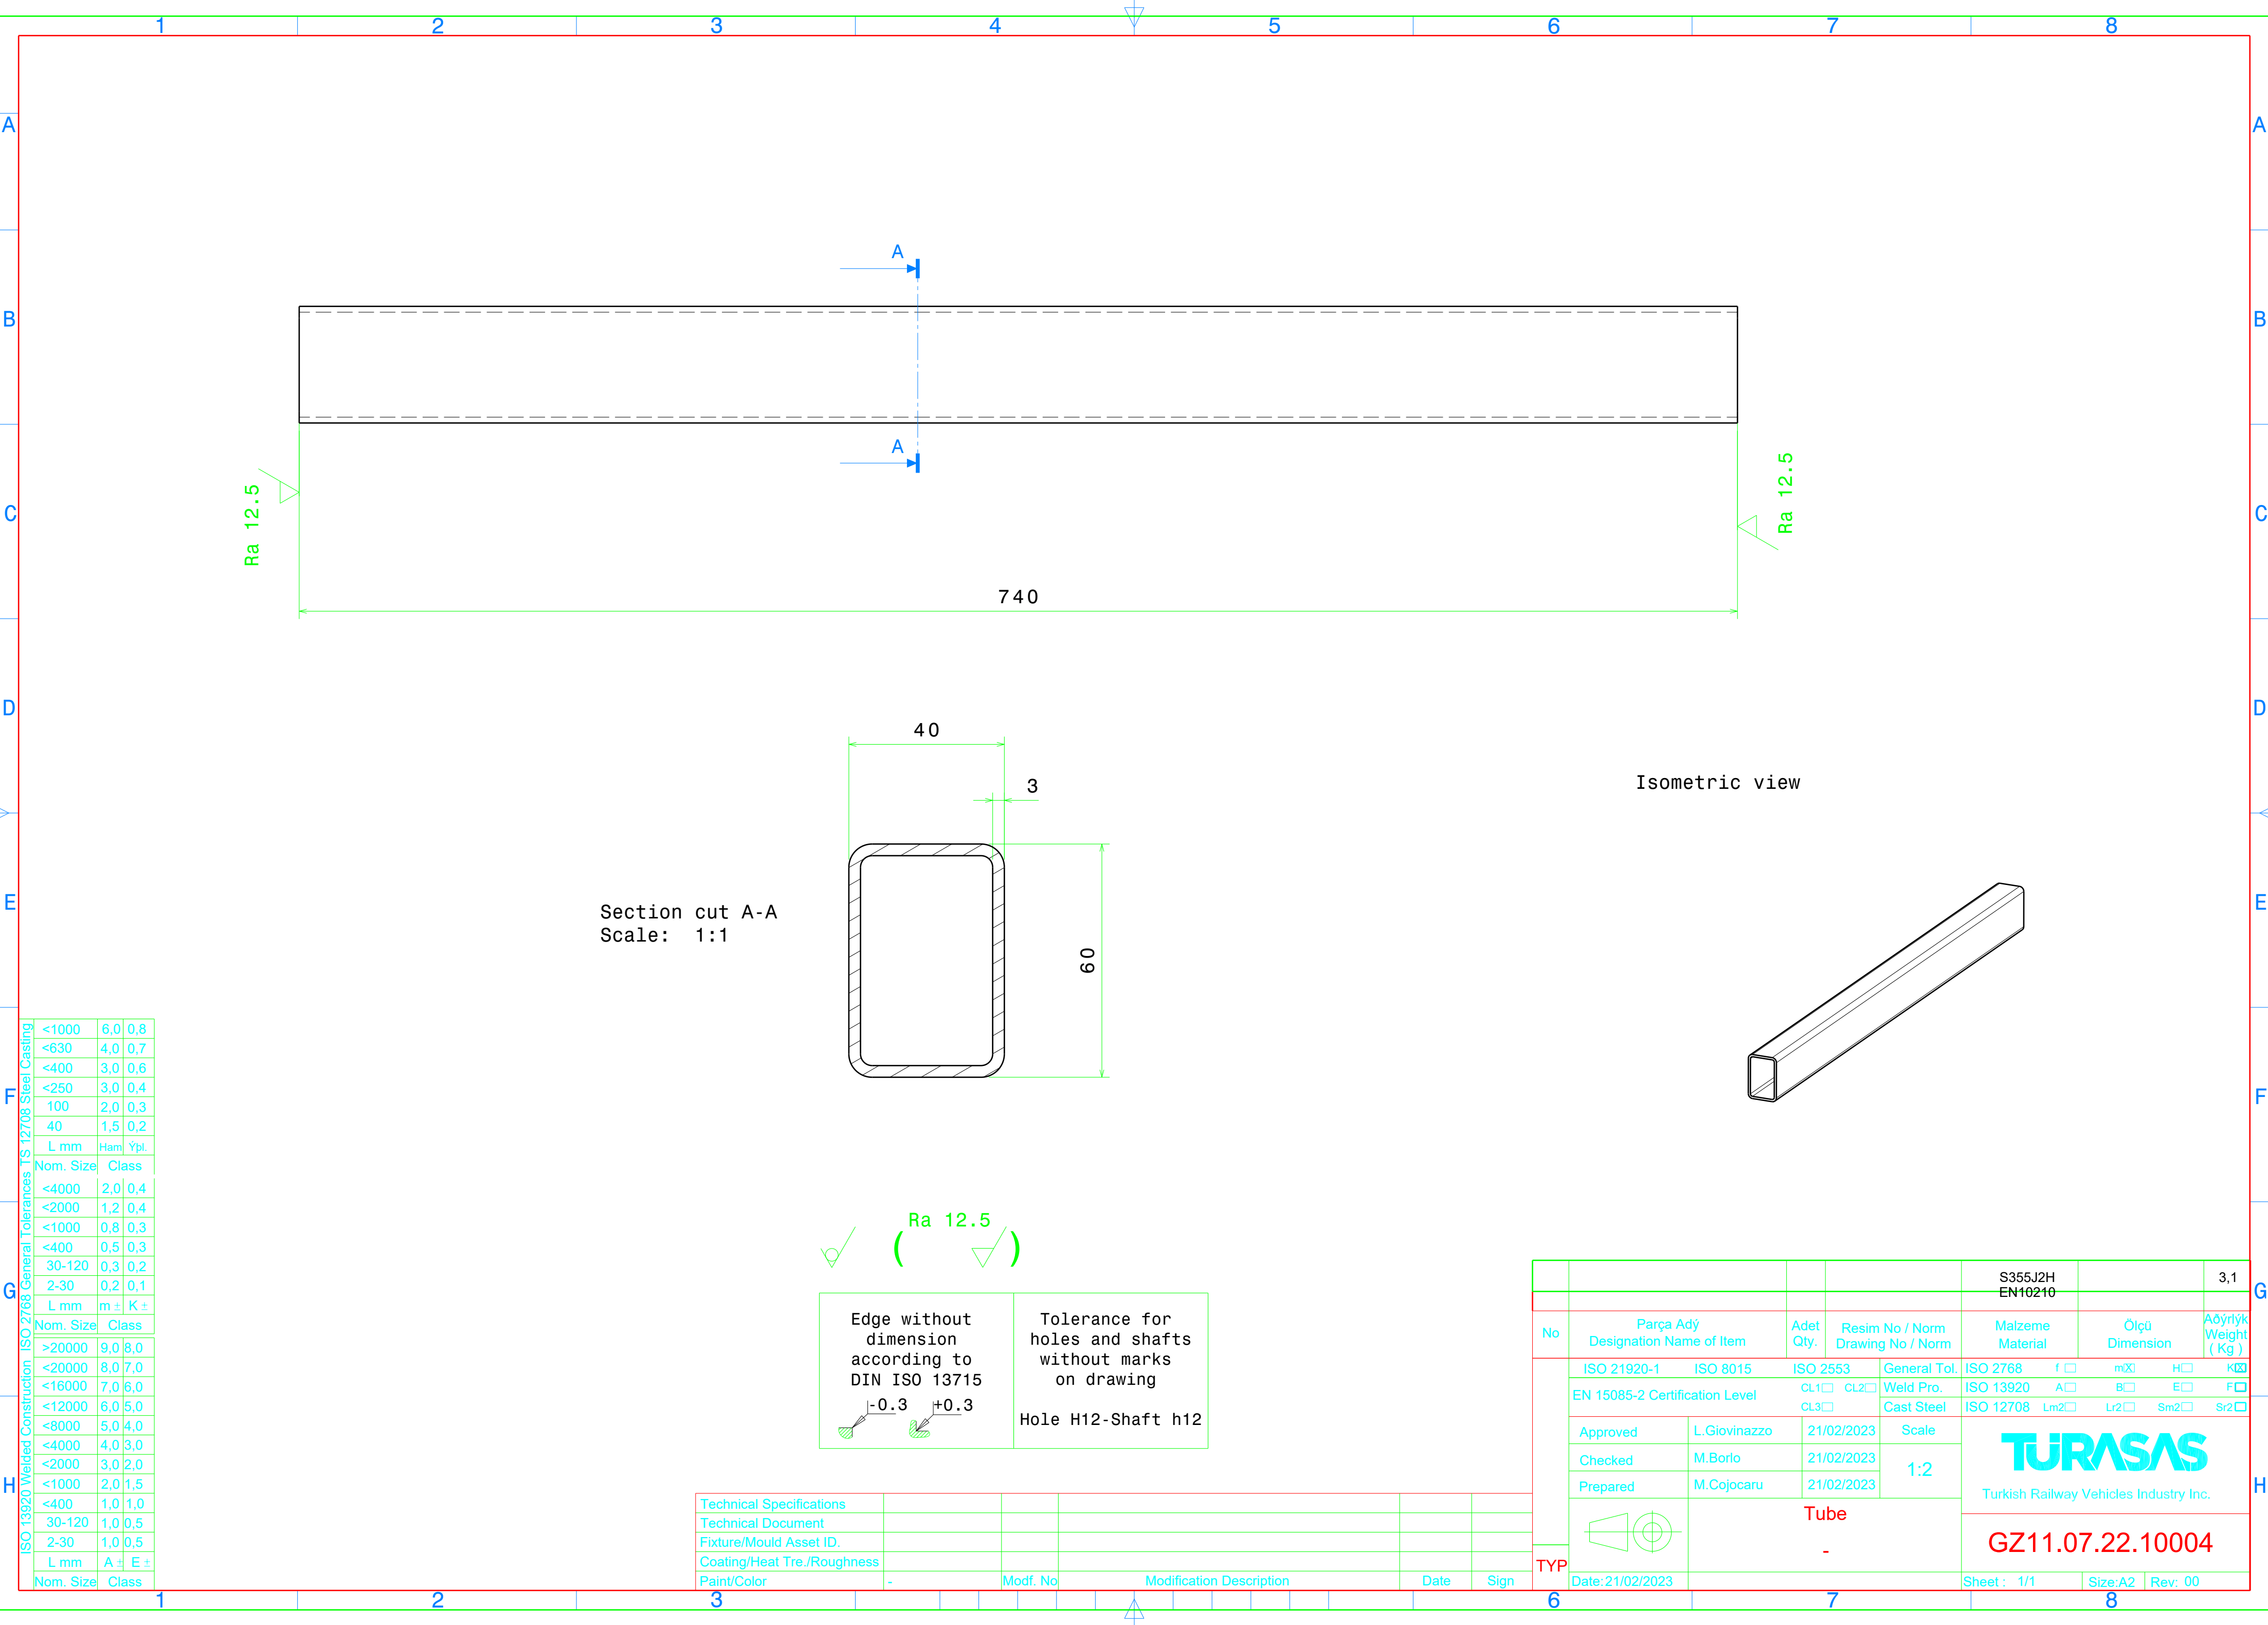 1 2 3 4 5 6 7 8
A A
B B
C C
D D
E E
F F
G G
H H
A
A
Ra 12.5
Ra 12.5
740
40
3
60
Section cut A-A
Scale: 1:1
Isometric view
Ra 12.5
( )
Edge without
dimension
according to
DIN ISO 13715
-0.3 +0.3
Tolerance for
holes and shafts
without marks
on drawing
Hole H12-Shaft h12
ISO 13920 Welded Construction ISO 2768 General Tolerances TS 12708 Steel Casting
<1000 6,0 0,8
<630 4,0 0,7
<400 3,0 0,6
<250 3,0 0,4
100 2,0 0,3
40 1,5 0,2
L mm Ham Ýþl.
Nom. Size Class
<4000 2,0 0,4
<2000 1,2 0,4
<1000 0,8 0,3
<400 0,5 0,3
30-120 0,3 0,2
2-30 0,2 0,1
L mm m ± K ±
Nom. Size Class
>20000 9,0 8,0
<20000 8,0 7,0
<16000 7,0 6,0
<12000 6,0 5,0
<8000 5,0 4,0
<4000 4,0 3,0
<2000 3,0 2,0
<1000 2,0 1,5
<400 1,0 1,0
30-120 1,0 0,5
2-30 1,0 0,5
L mm A ± E ±
Nom. Size Class
Technical Specifications
Technical Document
Fixture/Mould Asset ID.
Coating/Heat Tre./Roughness
Paint/Color - Modf. No Modification Description Date Sign
S355J2H 3,1
EN10210
No Parça Adý Adet Resim No / Norm Malzeme Ölçü Aðýrlýk
Designation Name of Item Qty. Drawing No / Norm Material Dimension Weight
( Kg )
ISO 21920-1 ISO 8015 ISO 2553 General Tol. ISO 2768 f m X H K X
EN 15085-2 Certification Level CL1 CL2 Weld Pro. ISO 13920 A B E F
CL3 Cast Steel ISO 12708 Lm2 Lr2 Sm2 Sr2
Approved L.Giovinazzo 21/02/2023 Scale
Checked M.Borlo 21/02/2023 1:2
Prepared M.Cojocaru 21/02/2023
TÜRASAS
Turkish Railway Vehicles Industry Inc.
Tube
-
GZ11.07.22.10004
TYP
Date: 21/02/2023 Sheet : 1/1 Size:A2 Rev: 00
1 2 3 6 7 8